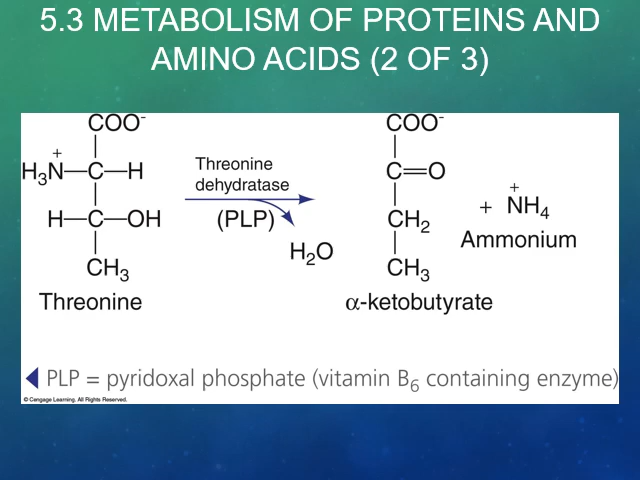 5.3 METABOLISM OF PROTEINS AND
AMINO ACIDS (2 OF 3)
COO⁻
H₃N⁺—C—H
H—C—OH
CH₃
Threonine
Threonine
dehydratase
(PLP)
H₂O
COO⁻
C=O
CH₂
CH₃
α-ketobutyrate
+ NH₄⁺
Ammonium
PLP = pyridoxal phosphate (vitamin B₆ containing enzyme)
© Cengage Learning. All Rights Reserved.